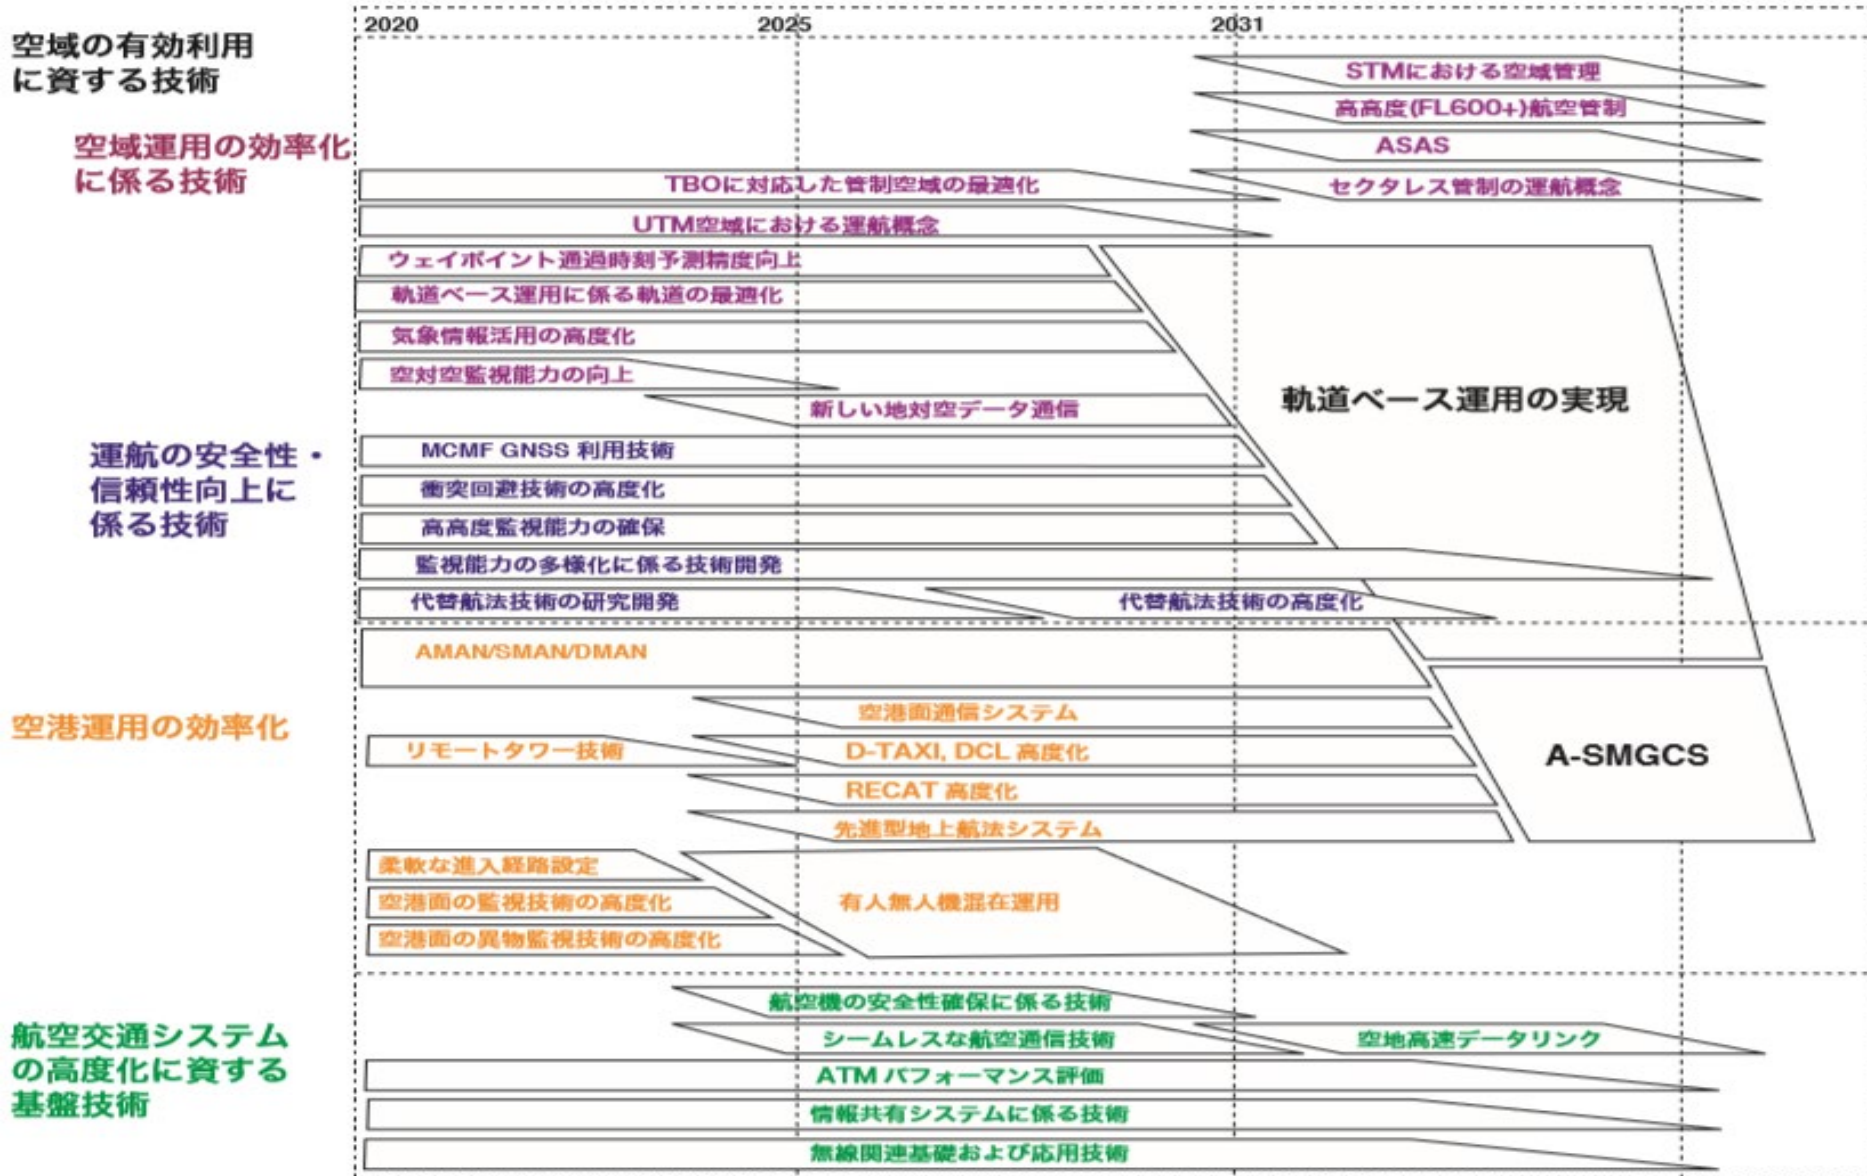 2020
2025
2031
空域の有効利用
に資する技術
空域運用の効率化
に係る技術
STMにおける空域管理
高高度(FL600+)航空管制
ASAS
TBOに対応した管制空域の最適化
セクタレス管制の運航概念
UTM空域における運航概念
ウェイポイント通過時刻予測精度向上
軌道ベース運用に係る軌道の最適化
気象情報活用の高度化
空対空監視能力の向上
新しい地対空データ通信
軌道ベース運用の実現
運航の安全性・
信頼性向上に
係る技術
MCMF GNSS 利用技術
衝突回避技術の高度化
高高度監視能力の確保
監視能力の多様化に係る技術開発
代替航法技術の研究開発
代替航法技術の高度化
空港運用の効率化
AMAN/SMAN/DMAN
空港面通信システム
リモートタワー技術
D-TAXI, DCL 高度化
RECAT 高度化
先進型地上航法システム
A-SMGCS
柔軟な進入経路設定
空港面の監視技術の高度化
空港面の異物監視技術の高度化
有人無人機混在運用
航空交通システム
の高度化に資する
基盤技術
航空機の安全性確保に係る技術
シームレスな航空通信技術
空地高速データリンク
ATM パフォーマンス評価
情報共有システムに係る技術
無線関連基礎および応用技術